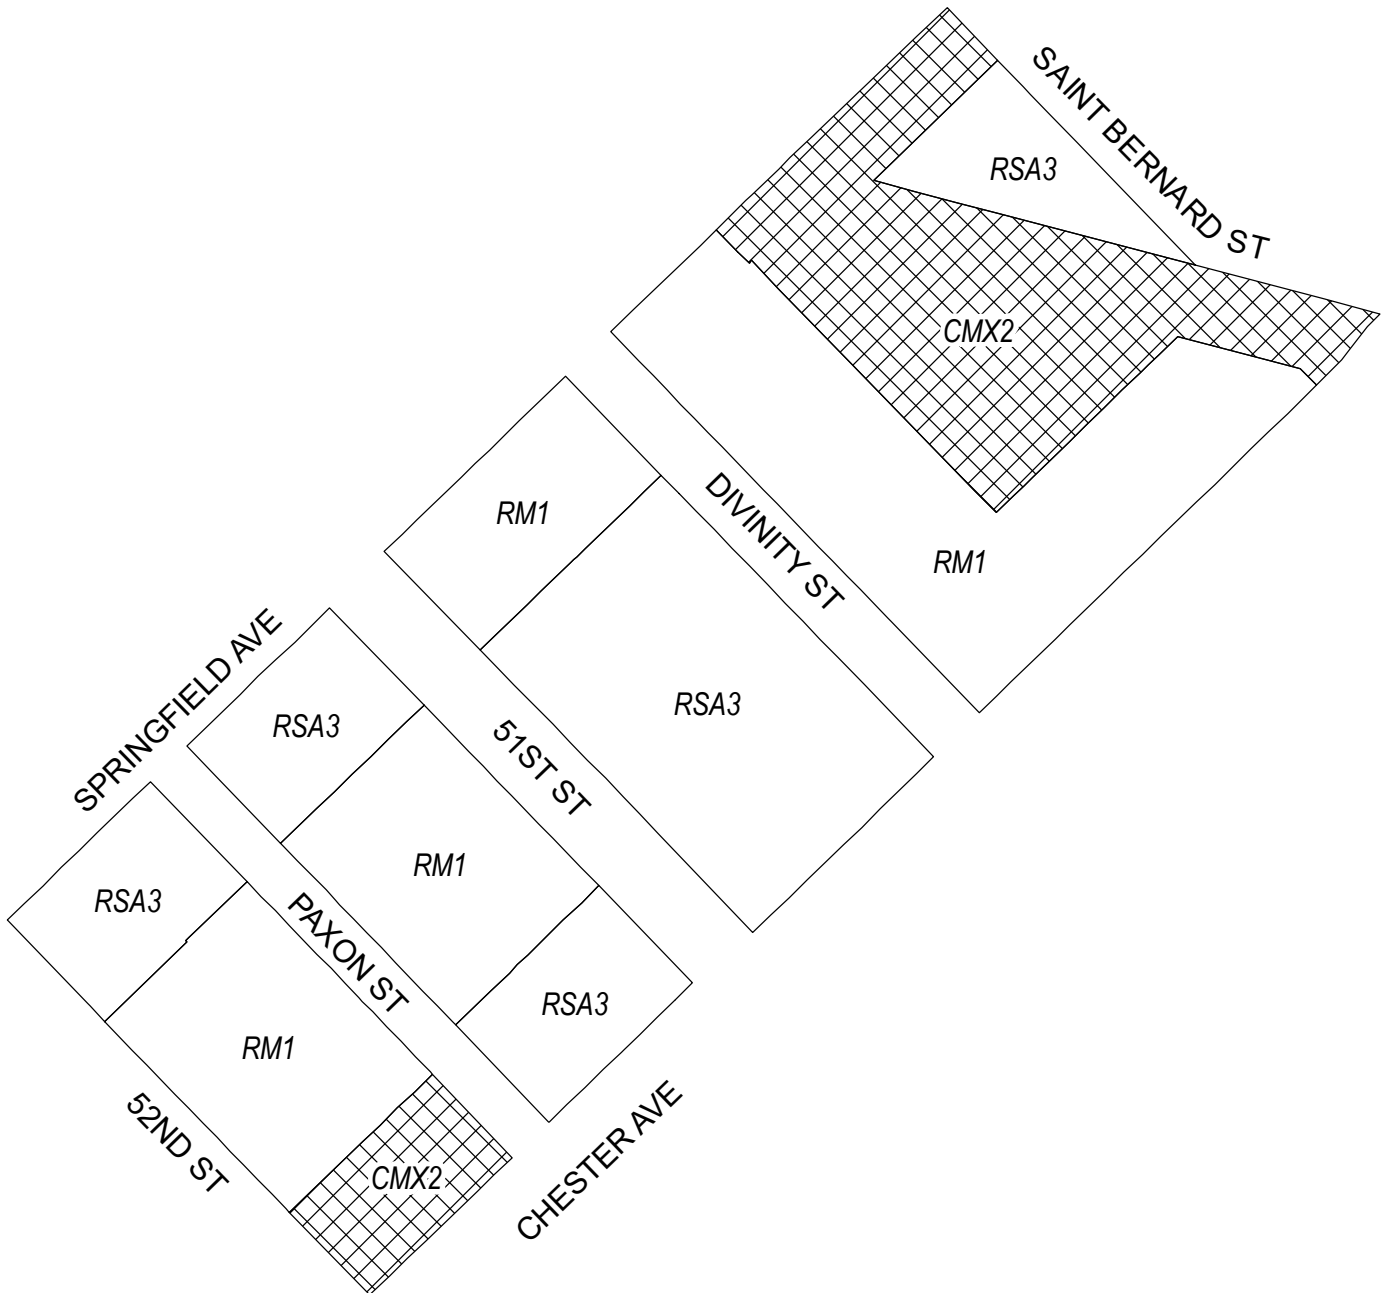 SAINT BERNARD ST
RSA3
CMX2
RM1
DIVINITY ST
RM1
RSA3
SPRINGFIELD AVE
51ST ST
RSA3
RM1
RSA3
PAXON ST
RSA3
RM1
CMX2
52ND ST
CHESTER AVE